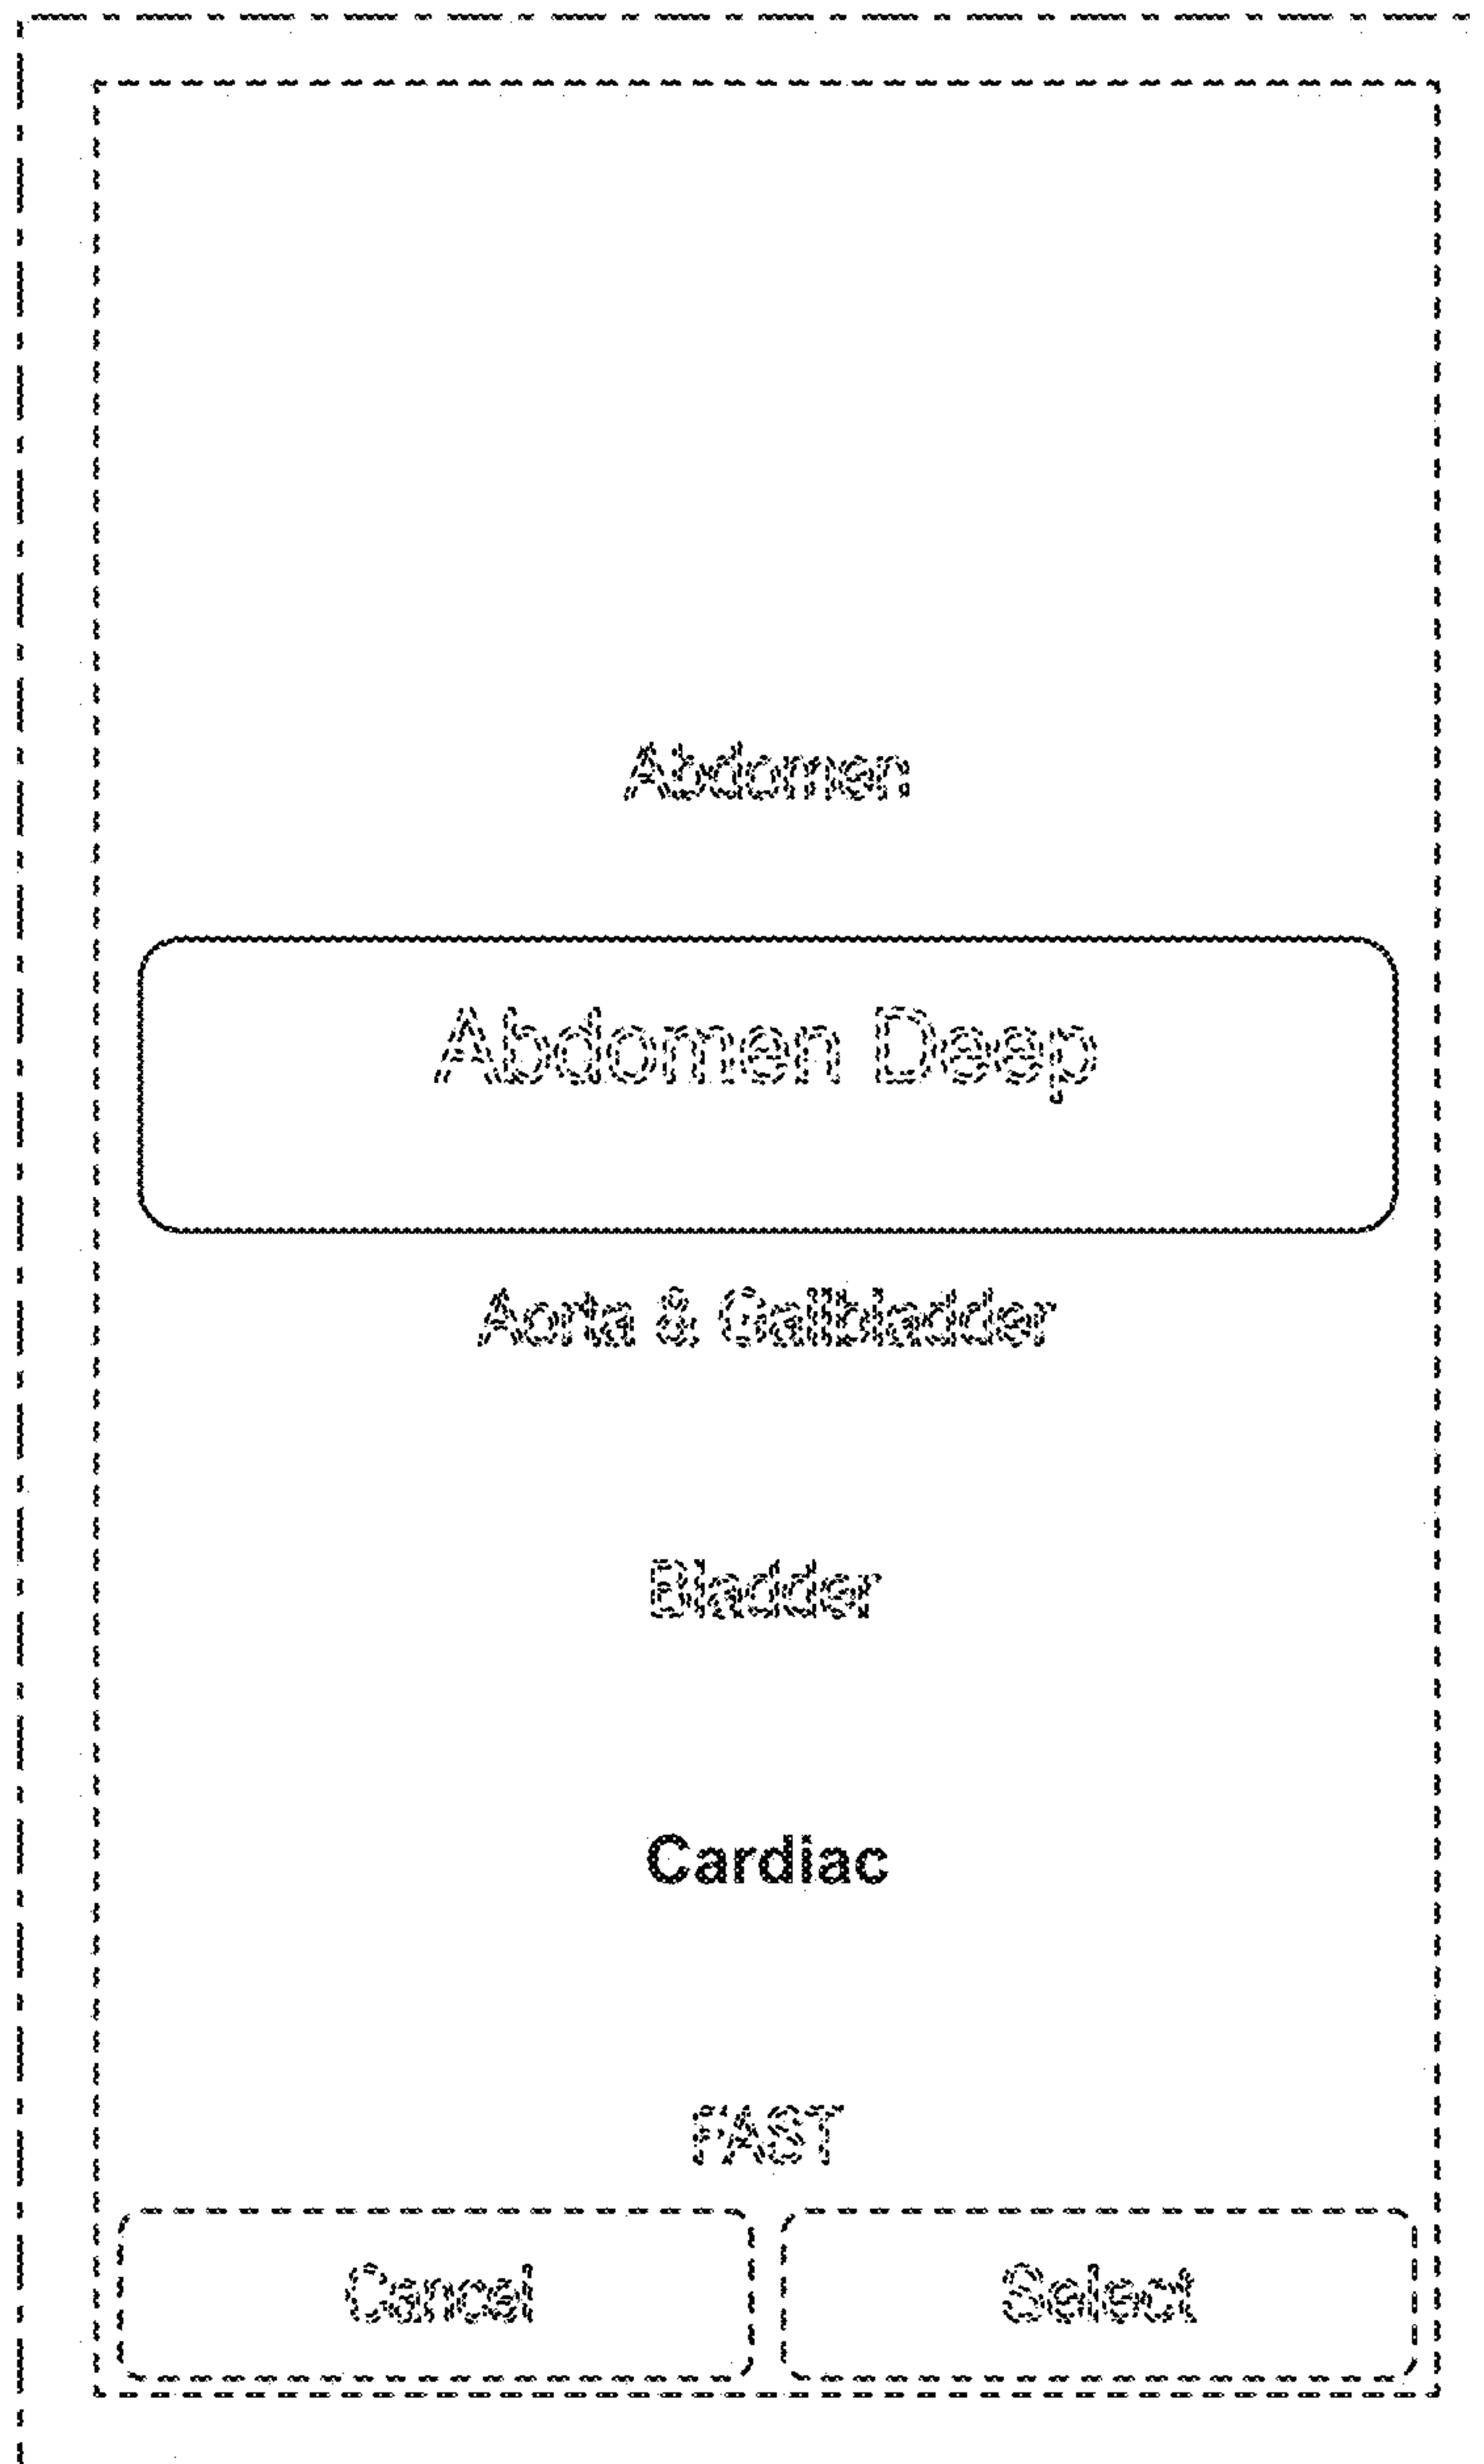 Abdomen
Abdomen Deep
Aorta & Gallbladder
Bladder
Cardiac
FAST
Cancel Select